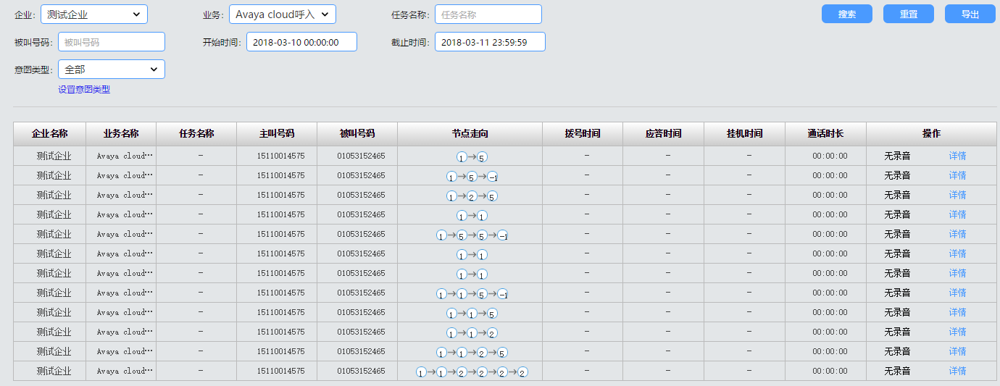 企业: 测试企业 业务: Avaya cloud呼入 任务名称: 任务名称 搜索 重置 导出
被叫号码: 被叫号码 开始时间: 2018-03-10 00:00:00 截止时间: 2018-03-11 23:59:59
意图类型: 全部
设置意图类型
企业名称 业务名称 任务名称 主叫号码 被叫号码 节点走向 拨号时间 应答时间 挂机时间 通话时长 操作
测试企业 Avaya cloud… - 15110014575 01053152465 1→5 - - - 00:00:00 无录音 详情
测试企业 Avaya cloud… - 15110014575 01053152465 1→5→-1 - - - 00:00:00 无录音 详情
测试企业 Avaya cloud… - 15110014575 01053152465 1→2→5 - - - 00:00:00 无录音 详情
测试企业 Avaya cloud… - 15110014575 01053152465 1→1 - - - 00:00:00 无录音 详情
测试企业 Avaya cloud… - 15110014575 01053152465 1→5→5→-1 - - - 00:00:00 无录音 详情
测试企业 Avaya cloud… - 15110014575 01053152465 1→1 - - - 00:00:00 无录音 详情
测试企业 Avaya cloud… - 15110014575 01053152465 1→1 - - - 00:00:00 无录音 详情
测试企业 Avaya cloud… - 15110014575 01053152465 1→1→5→-1 - - - 00:00:00 无录音 详情
测试企业 Avaya cloud… - 15110014575 01053152465 1→1→5 - - - 00:00:00 无录音 详情
测试企业 Avaya cloud… - 15110014575 01053152465 1→1→2 - - - 00:00:00 无录音 详情
测试企业 Avaya cloud… - 15110014575 01053152465 1→1→2→5 - - - 00:00:00 无录音 详情
测试企业 Avaya cloud… - 15110014575 01053152465 1→1→2→2→2→2 - - - 00:00:00 无录音 详情